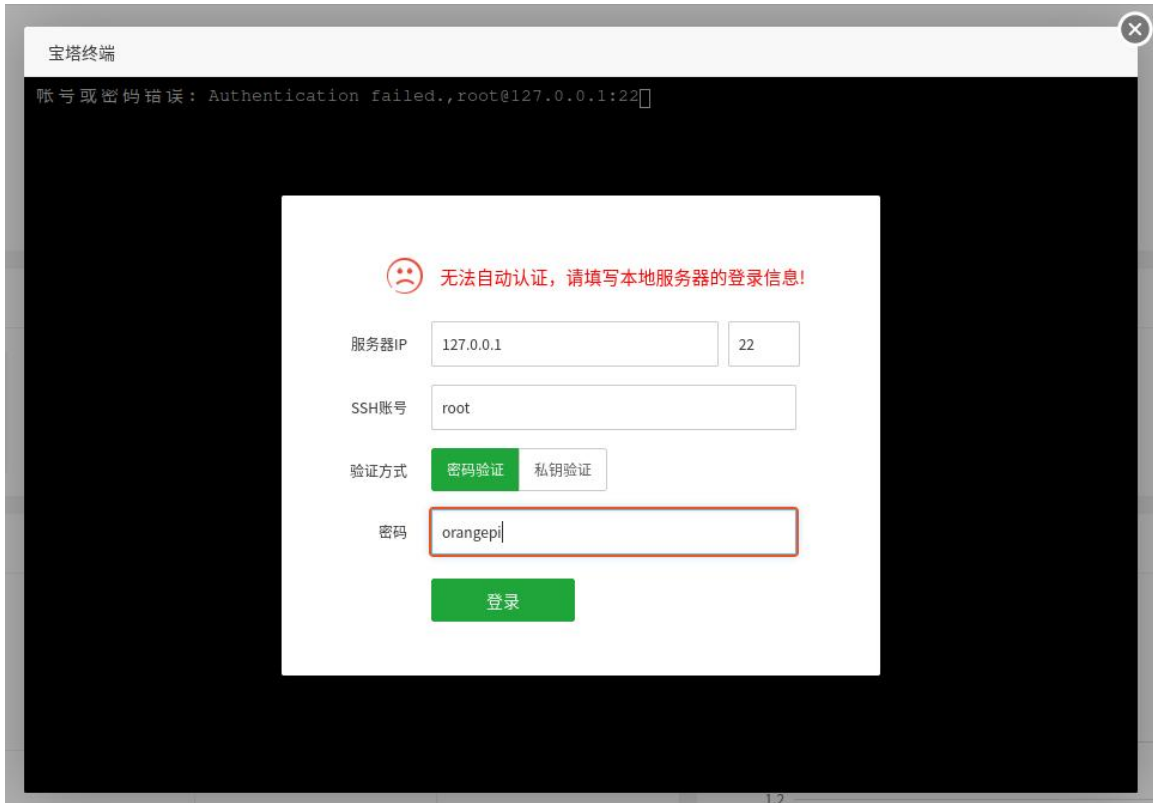 宝塔终端
帐号或密码错误: Authentication failed.,root@127.0.0.1:22
无法自动认证，请填写本地服务器的登录信息!
服务器IP 127.0.0.1 22
SSH账号 root
验证方式 密码验证 私钥验证
密码 orangepi
登录
1.2